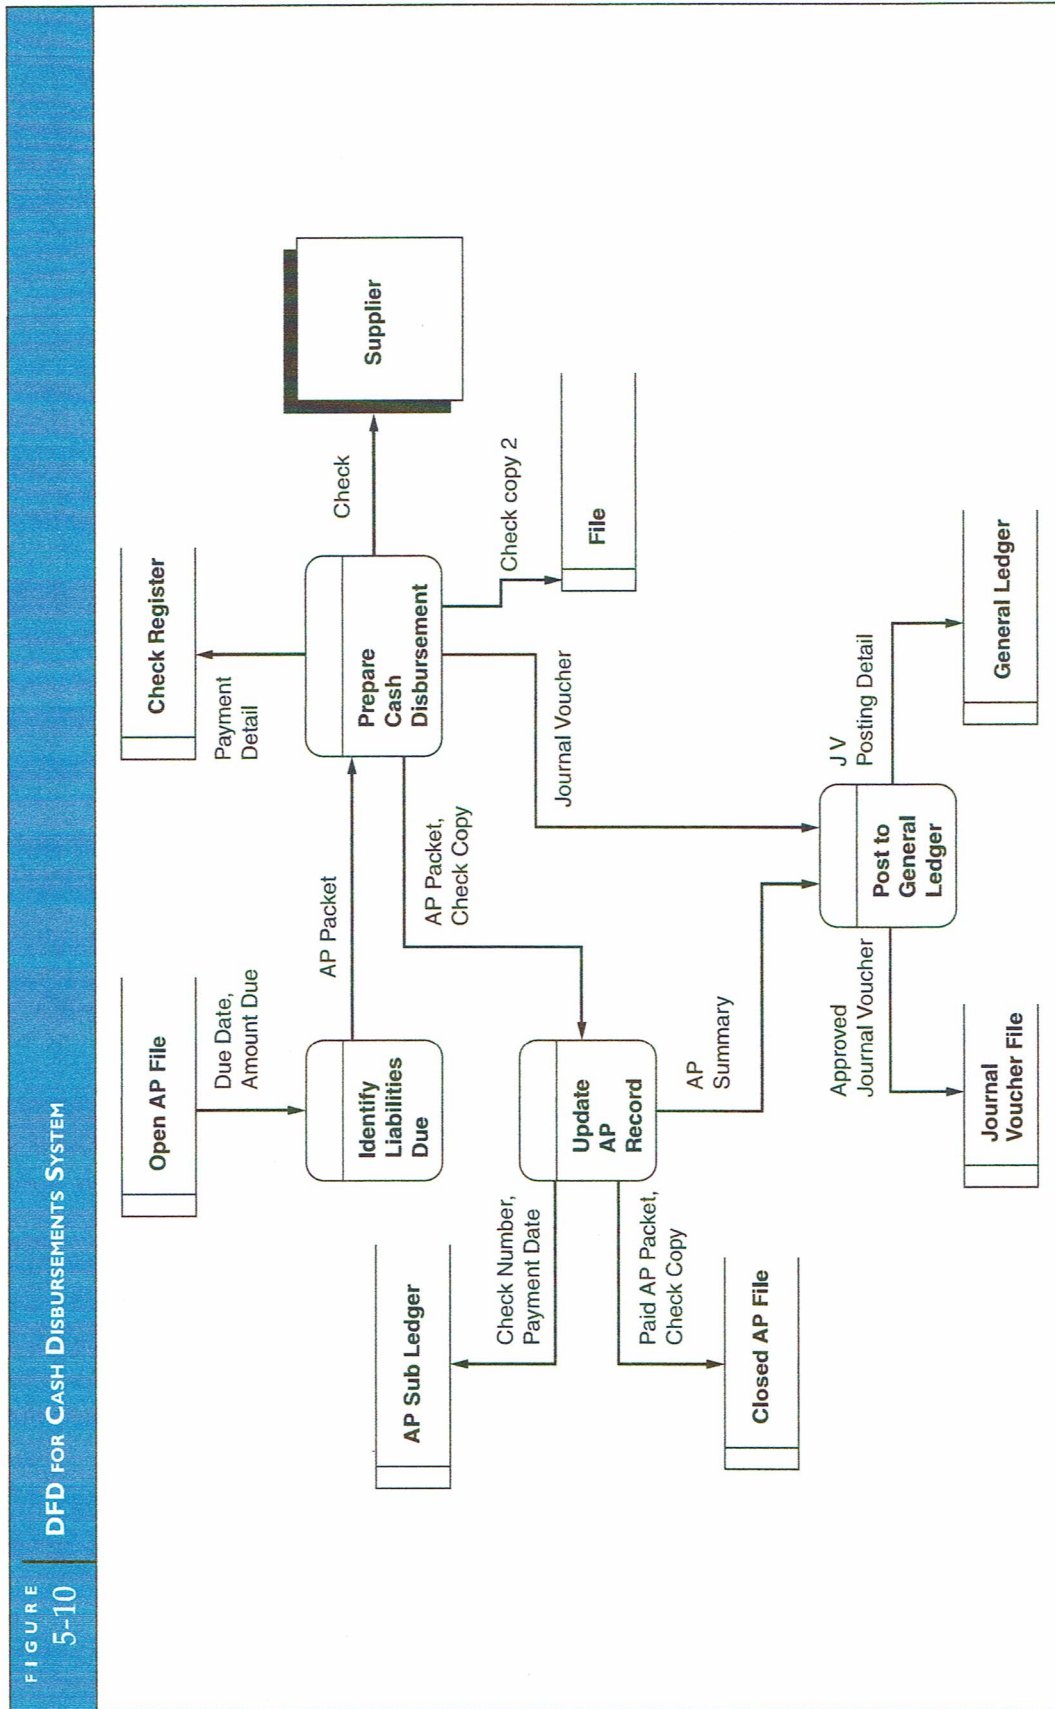 FIGURE
5-10
DFD FOR CASH DISBURSEMENTS SYSTEM
Open AP File
Due Date,
Amount Due
Identify
Liabilities
Due
AP Packet
Check Register
Payment
Detail
Prepare
Cash
Disbursement
Check
Supplier
Check copy 2
File
AP Packet,
Check Copy
Journal Voucher
AP Sub Ledger
Check Number,
Payment Date
Update
AP
Record
Paid AP Packet,
Check Copy
Closed AP File
AP
Summary
Approved
Journal Voucher
Post to
General
Ledger
JV
Posting Detail
Journal
Voucher File
General Ledger